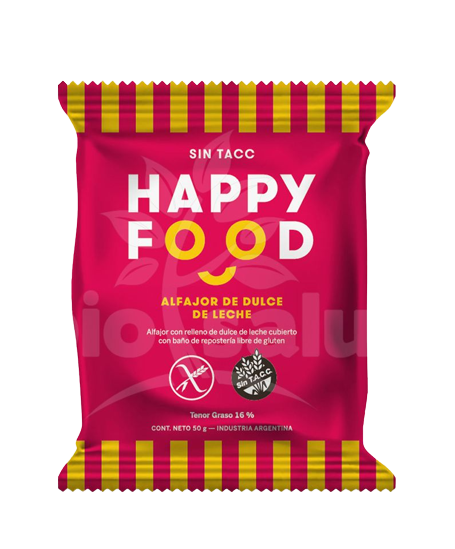 SIN TACC
HAPPY
FOOD
ALFAJOR DE DULCE
DE LECHE
Alfajor con relleno de dulce de leche cubierto
con baño de repostería libre de gluten
Sin T.A.C.C.
Tenor Graso 16 %
CONT. NETO 50 g — INDUSTRIA ARGENTINA